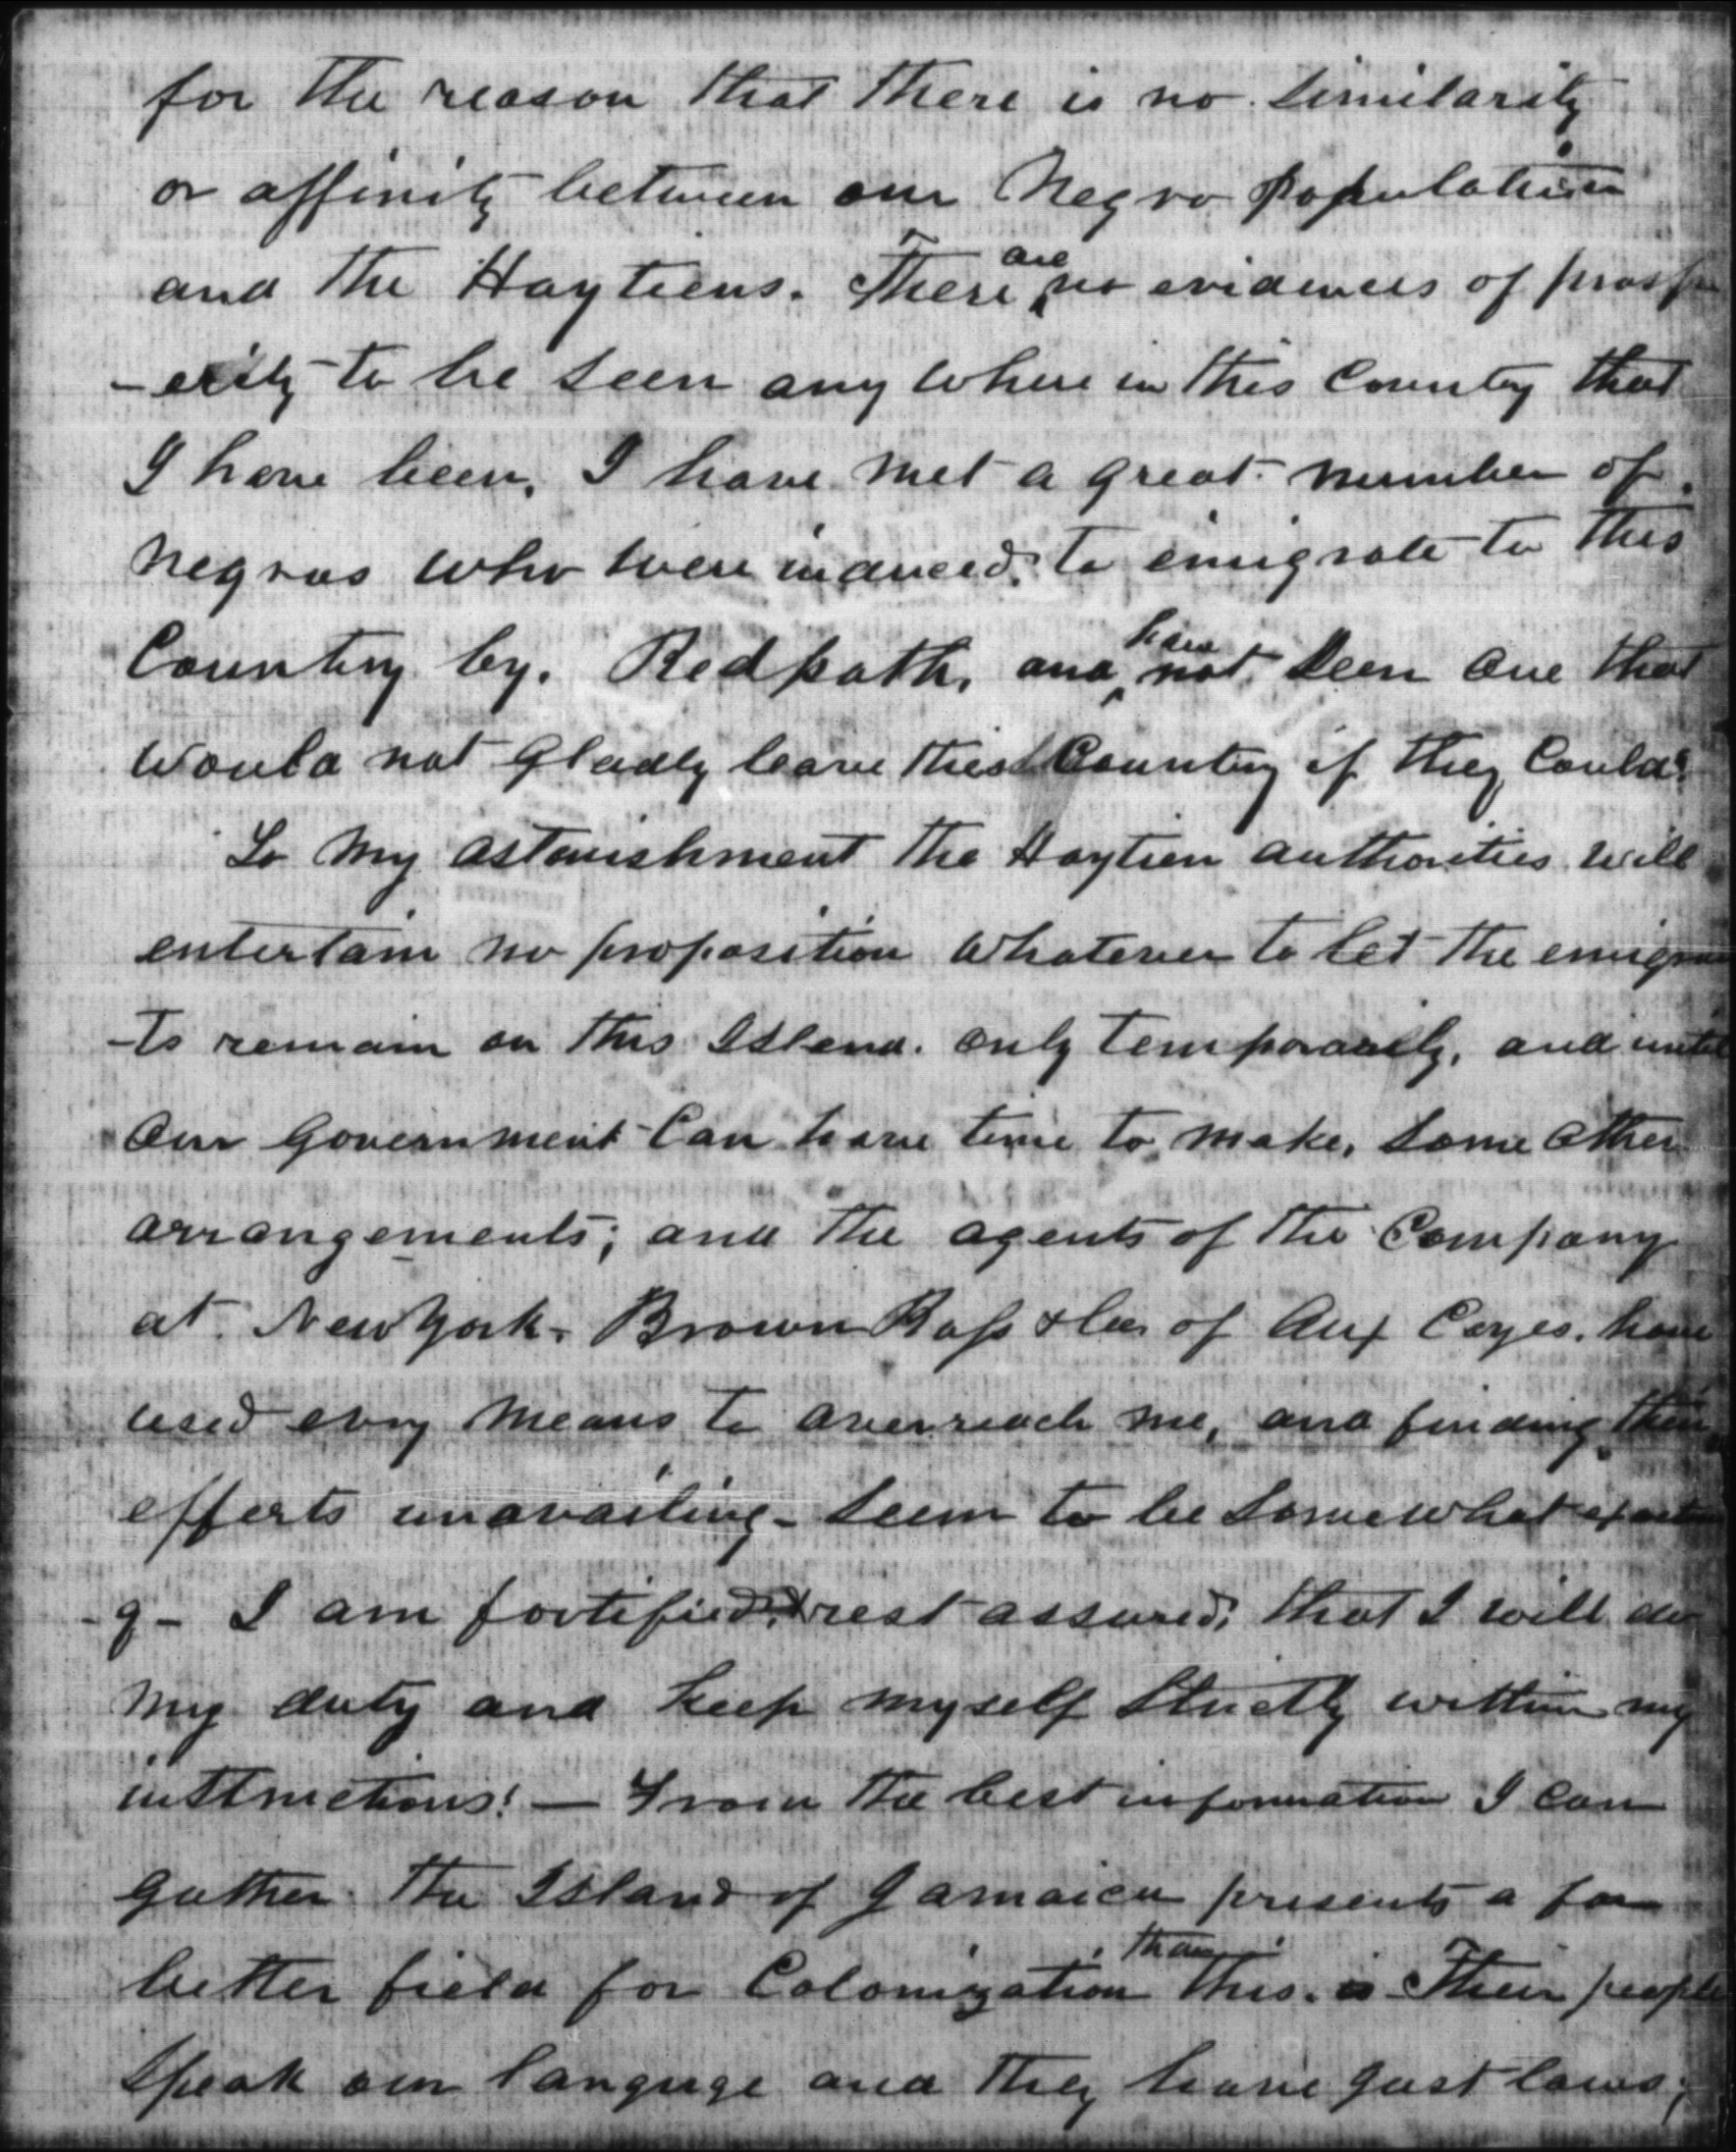 for the reason that there is no similarity
or affinity between our Negro population
and the Haytiens. There are no evidences of prosp
-erity to be seen any where in this Country that
I have been, I have met a great number of
negroes who were induced, to emigrate to this
Country by. Redpath, and have not seen one that
would not gladly leave this Country if they Could.
To my astonishment the Haytien authorities will
entertain no proposition whatever to let the emigran
-ts remain on this Island. only temporarily, and until
our Government Can have time to make, some other
arrangements; and the agents of the Company
at New York. Brown Bass & Co of Aux Cayes. have
used every means to overreach me, and finding their
efforts unavailing - seem to be somewhat
-g- I am fortified, rest assured, that I will do
my duty and keep myself strictly within my
instructions! — From the best information I can
gather the Island of Jamaica presents a far
better field for Colonization than this. Their people
speak our languge and they have just laws;